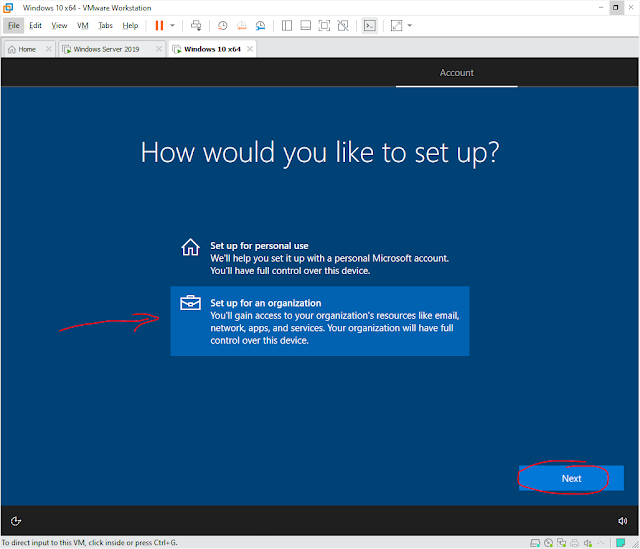 Windows 10 x64 - VMware Workstation
File Edit View VM Tabs Help
Home Windows Server 2019 Windows 10 x64
Account
How would you like to set up?
Set up for personal use
We'll help you set it up with a personal Microsoft account.
You'll have full control over this device.
Set up for an organization
You'll gain access to your organization's resources like email,
network, apps, and services. Your organization will have full
control over this device.
Next
To direct input to this VM, click inside or press Ctrl+G.